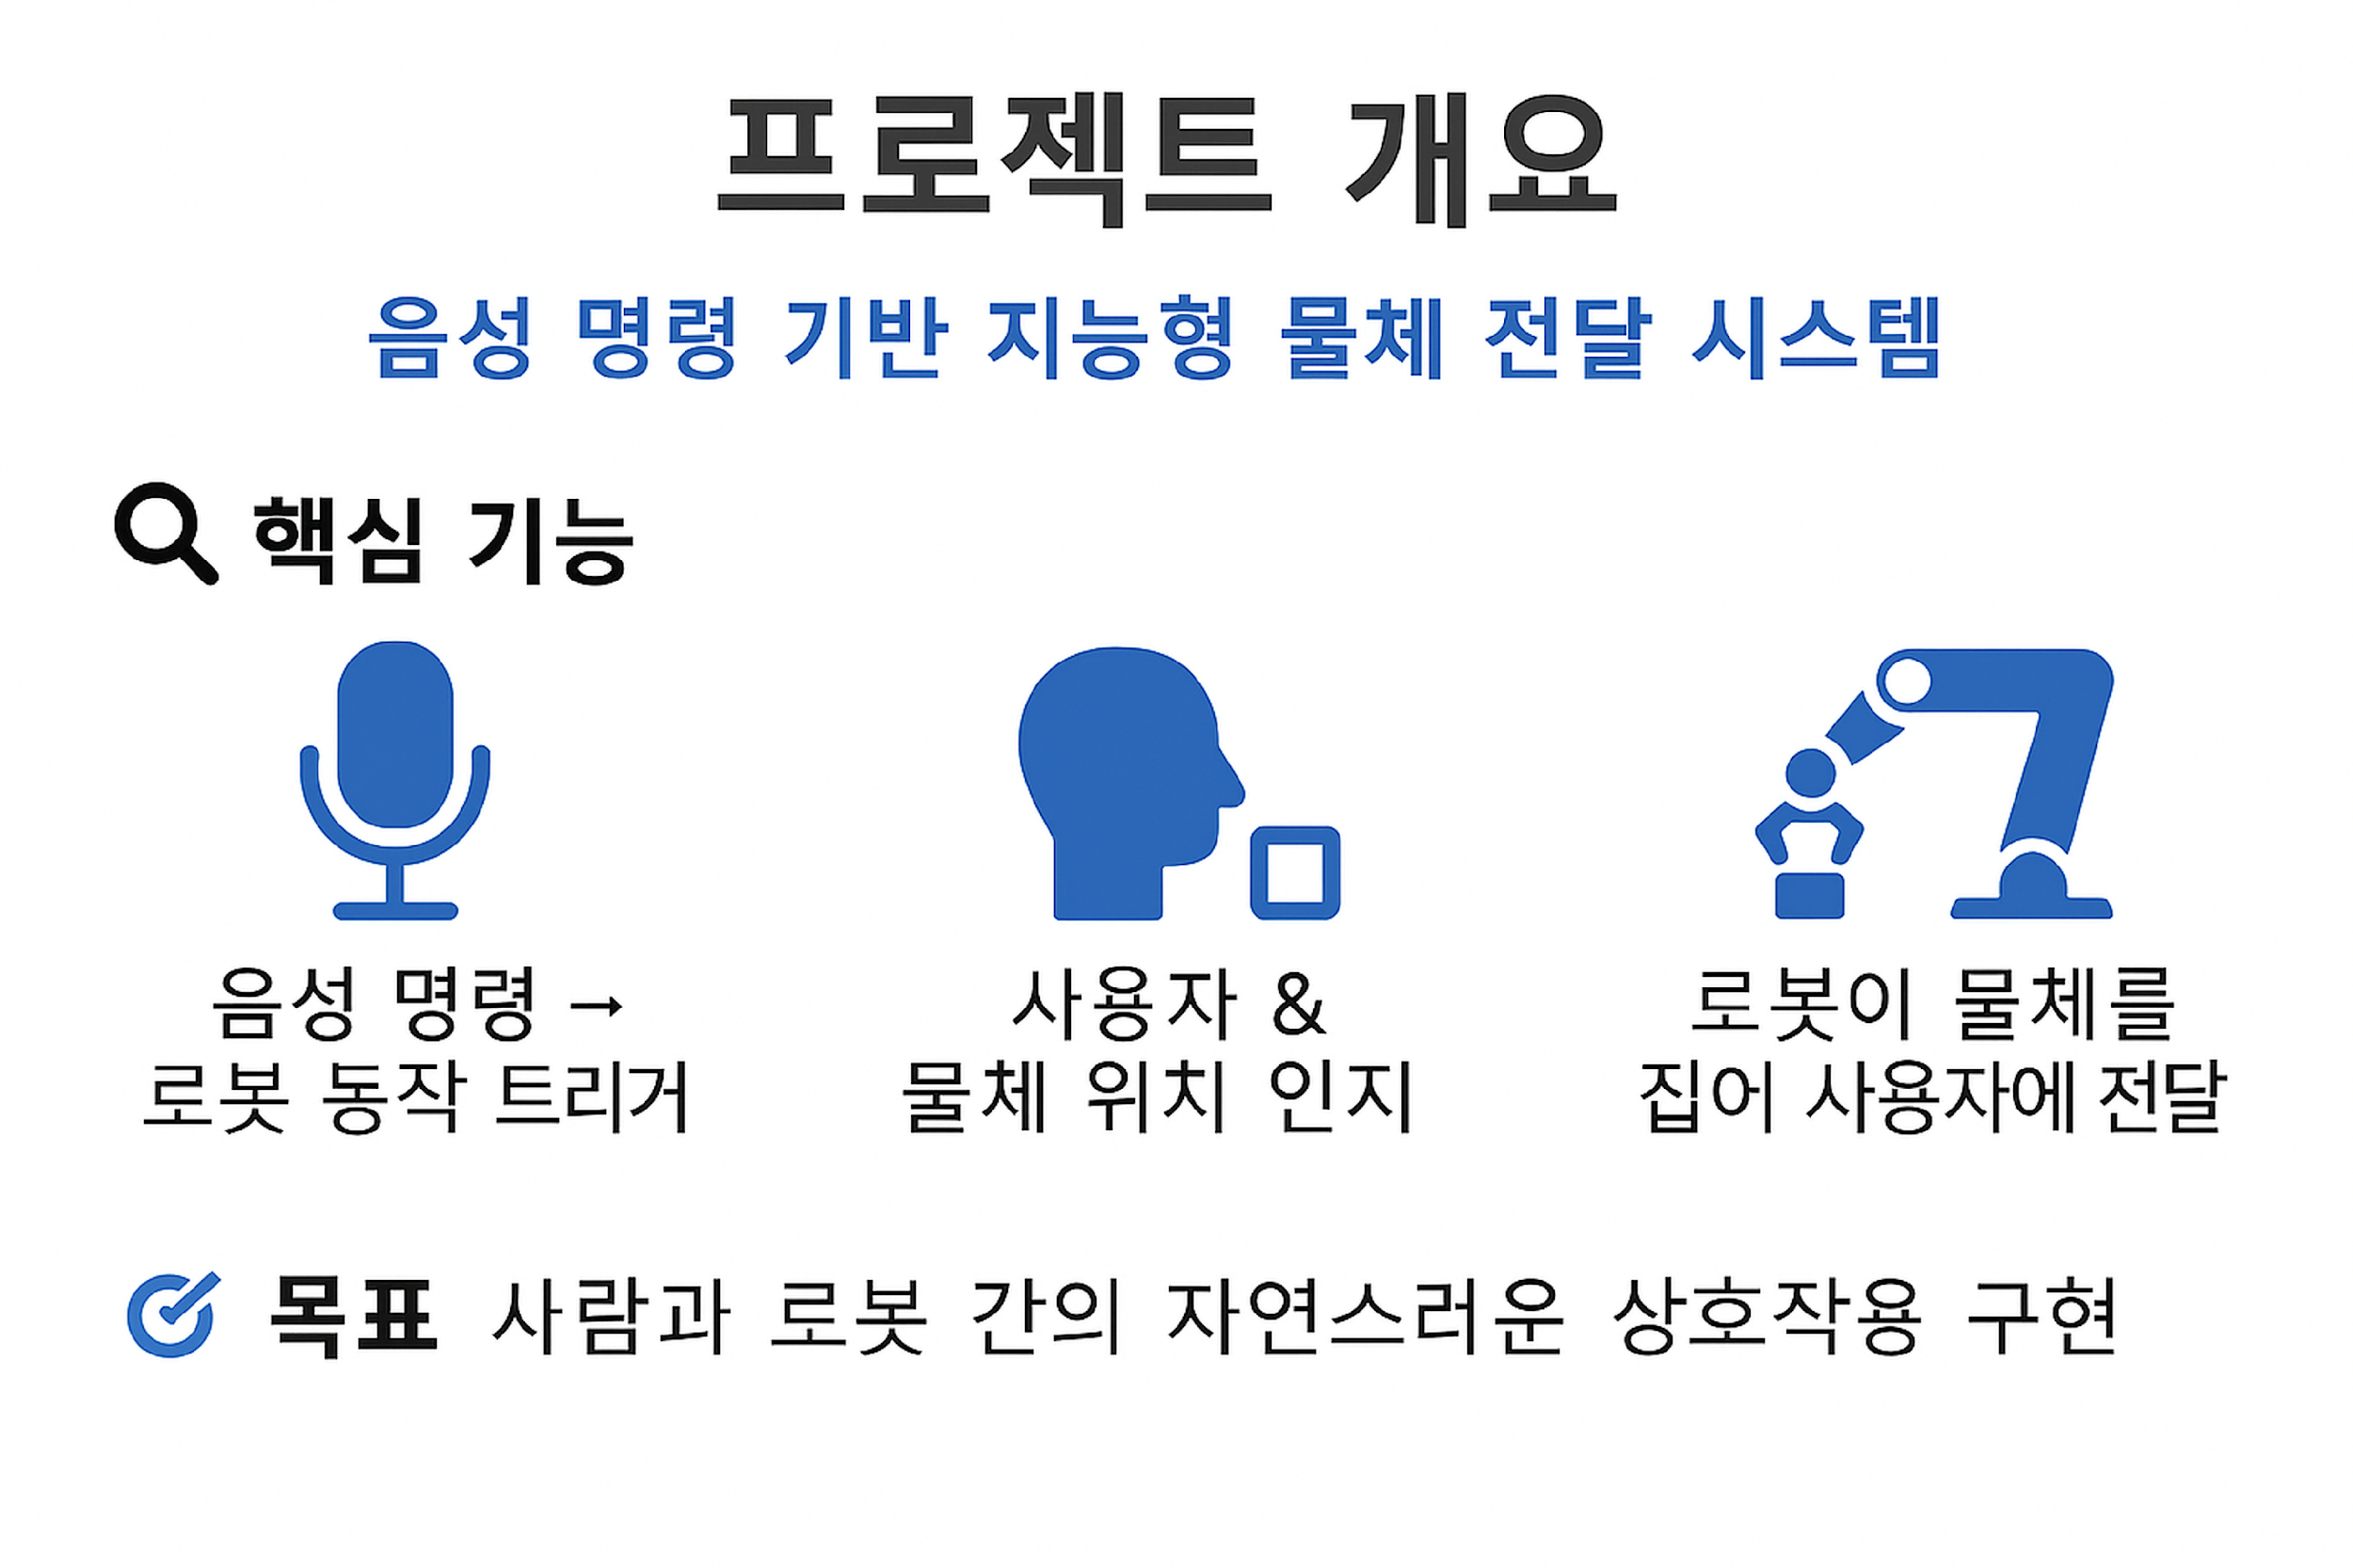 프로젝트 개요
음성 명령 기반 지능형 물체 전달 시스템
핵심 기능
음성 명령 →
로봇 동작 트리거
사용자 &
물체 위치 인지
로봇이 물체를
집어 사용자에 전달
목표 사람과 로봇 간의 자연스러운 상호작용 구현